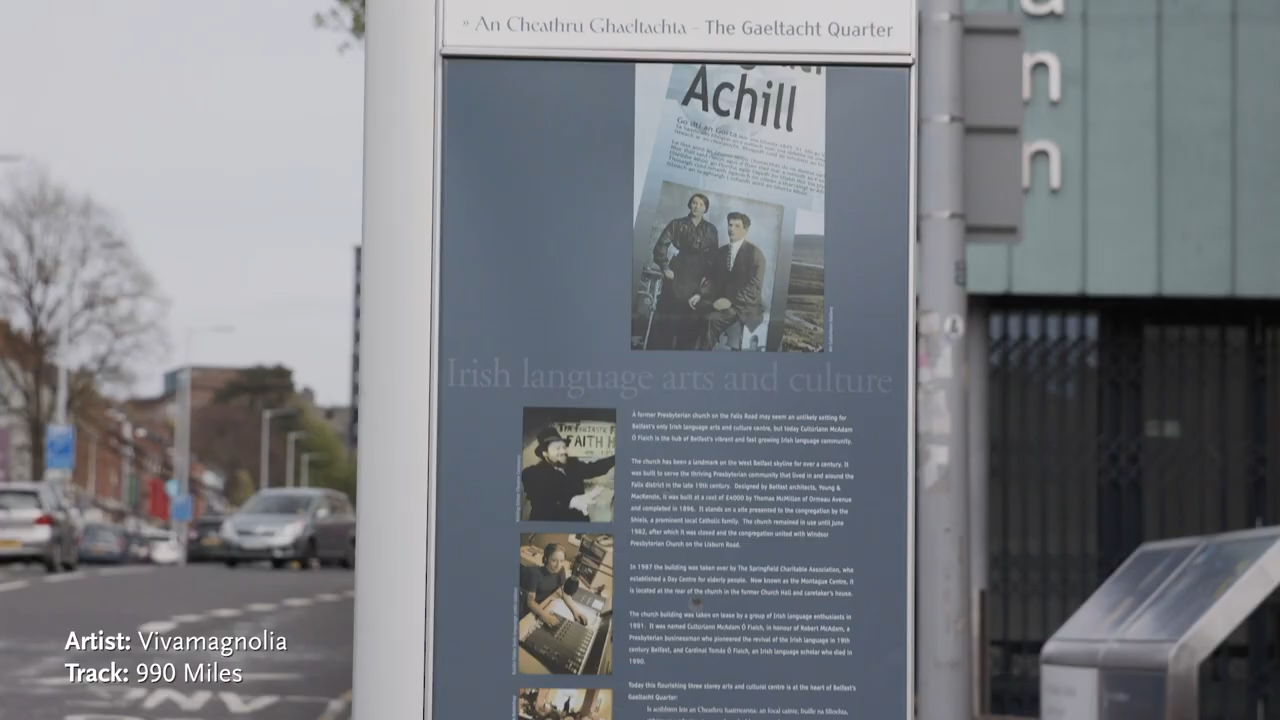 » An Cheathrú Ghaeltachta – The Gaeltacht Quarter
Achill
Irish language arts and culture
FAITH H
A former Presbyterian church on the Falls Road may seem an unlikely setting for
Belfast's only Irish language arts and culture centre, but today Cultúrlann McAdam
Ó Fiaich is the hub of Belfast's vibrant and fast growing Irish language community.
The church has been a landmark on the West Belfast skyline for over a century. It
was built to serve the thriving Presbyterian community that lived in and around the
Falls district in the late 19th century. Designed by Belfast architects, Young &
MacKenzie, it was built at a cost of £4000 by Thomas McMillan of Ormeau Avenue
and completed in 1896. It stands on a site presented to the congregation by the
Shiels, a prominent local Catholic family. The church remained in use until June
1982, after which it was closed and the congregation united with Windsor
Presbyterian Church on the Lisburn Road.
In 1987 the building was taken over by The Springfield Charitable Association, who
established a Day Centre for elderly people. Now known as the Montague Centre, it
is located at the rear of the church in the former Church Hall and caretaker's house.
The church building was taken on lease by a group of Irish language enthusiasts in
1991. It was named Cultúrlann McAdam Ó Fiaich, in honour of Robert McAdam, a
Presbyterian businessman who pioneered the revival of the Irish language in 19th
century Belfast, and Cardinal Tomás Ó Fiaich, an Irish language scholar who died in
1990.
Today this flourishing three storey arts and cultural centre is at the heart of Belfast's
Gaeltacht Quarter:
a
n
n
Artist: Vivamagnolia
Track: 990 Miles